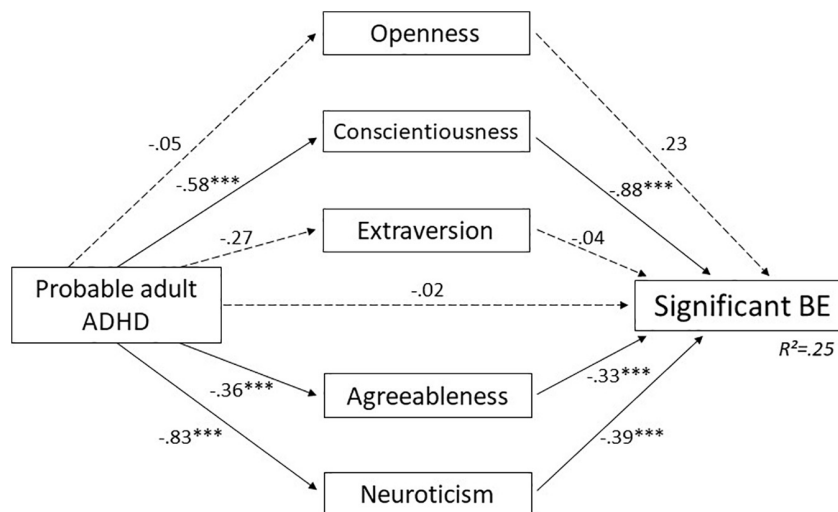 Openness
-.05
.23
Conscientiousness
-.58***
-.88***
Extraversion
-.27
-.04
Probable adult
ADHD
-.02
Significant BE
R²=.25
Agreeableness
-.36***
-.33***
-.83***
-.39***
Neuroticism